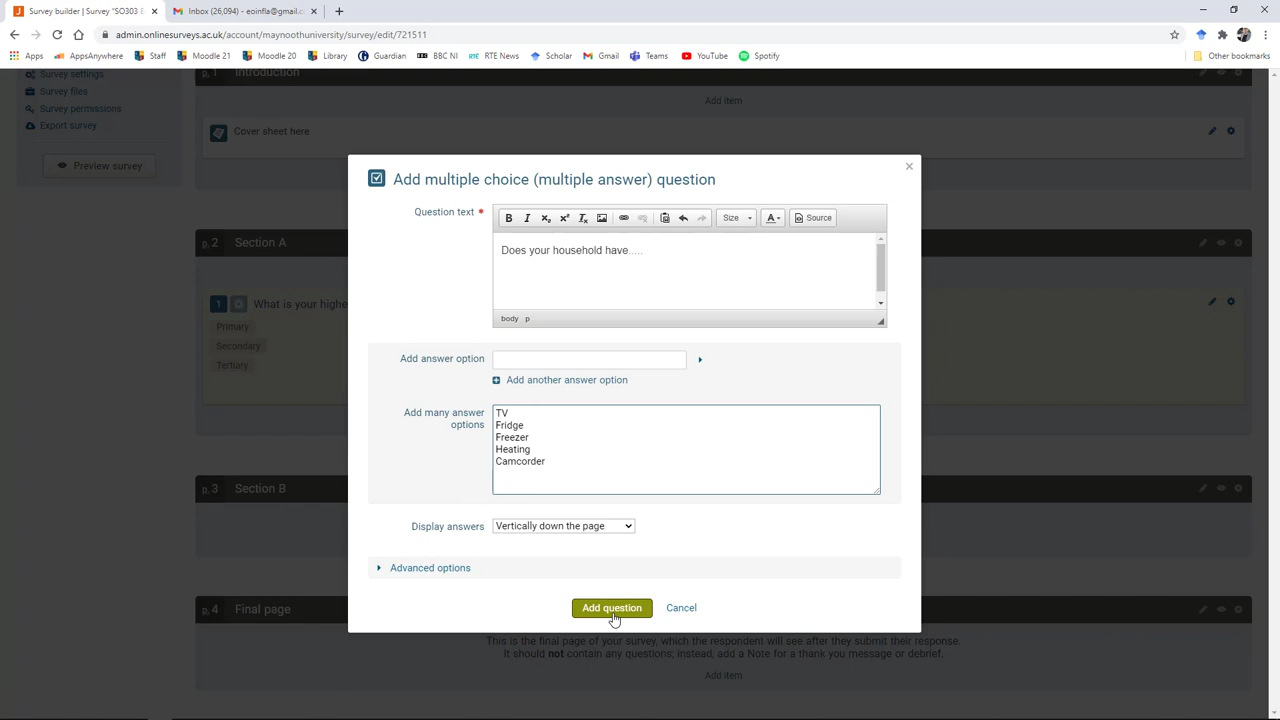 Survey builder | Survey "SO303 E
Inbox (26,094) - eoinfla@gmail.c
admin.onlinesurveys.ac.uk/account/maynoothuniversity/survey/edit/721511
Apps AppsAnywhere Staff Moodle 21 Moodle 20 Library Guardian BBC NI RTE News Scholar Gmail Teams YouTube Spotify Other bookmarks
Survey settings
Survey files
Survey permissions
Export survey
Preview survey
p. 1 Introduction
Add item
Cover sheet here
Add multiple choice (multiple answer) question
Question text *
B I x₂ x² Tx Size A Source
Does your household have.....
body p
Add answer option
Add another answer option
Add many answer
options
TV
Fridge
Freezer
Heating
Camcorder
Display answers Vertically down the page
Advanced options
Add question Cancel
p. 2 Section A
1 What is your highe
Primary
Secondary
Tertiary
p. 3 Section B
p. 4 Final page
This is the final page of your survey, which the respondent will see after they submit their response.
It should not contain any questions; instead, add a Note for a thank you message or debrief.
Add item